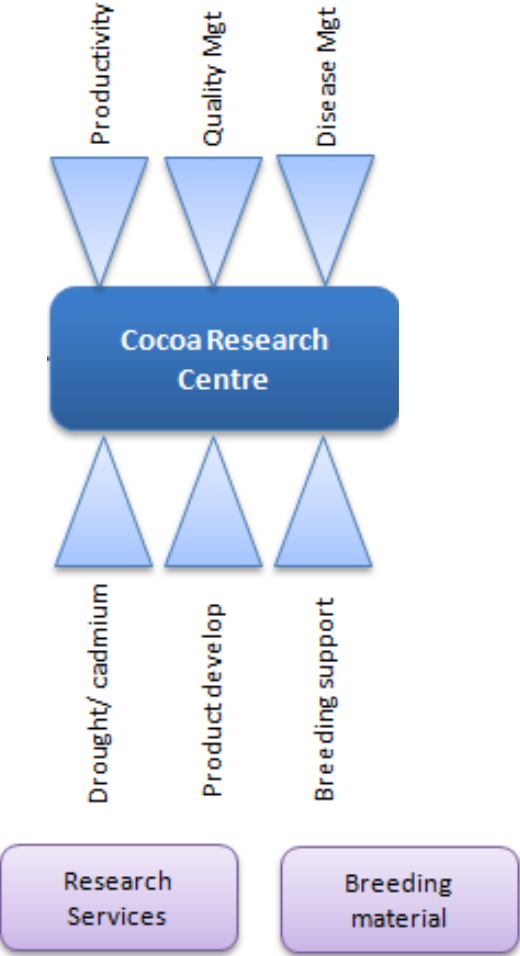 Productivity
Quality Mgt
Disease Mgt
Cocoa Research
Centre
Drought/ cadmium
Product develop
Breeding support
Research
Services
Breeding
material